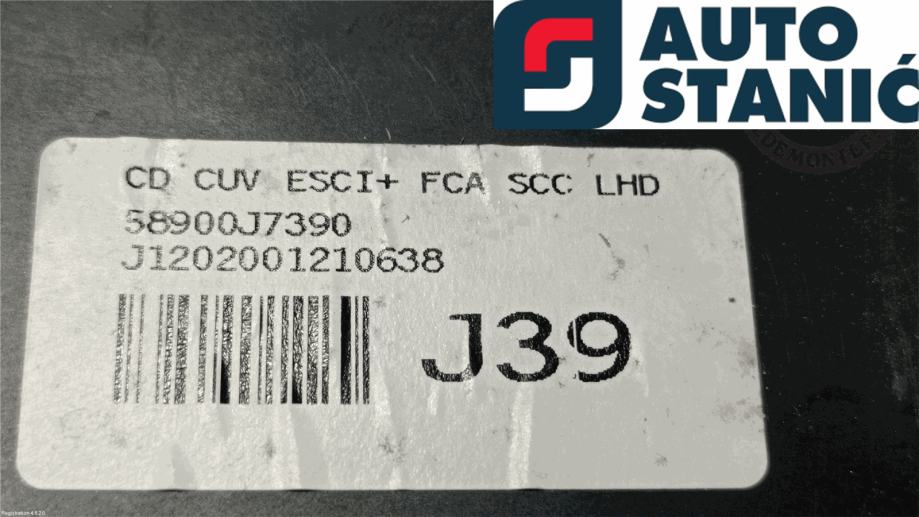 AUTO
STANIĆ
CD CUV ESCI+ FCA SCC LHD
58900J7390
J1202001210638
J39